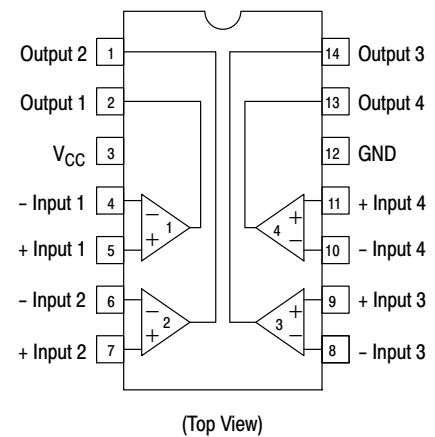 Output 2 1 14 Output 3
Output 1 2 13 Output 4
VCC 3 12 GND
– Input 1 4 – 1 + 4 11 + Input 4
+ Input 1 5 + – 10 – Input 4
– Input 2 6 – 2 + 3 9 + Input 3
+ Input 2 7 + – 8 – Input 3
(Top View)